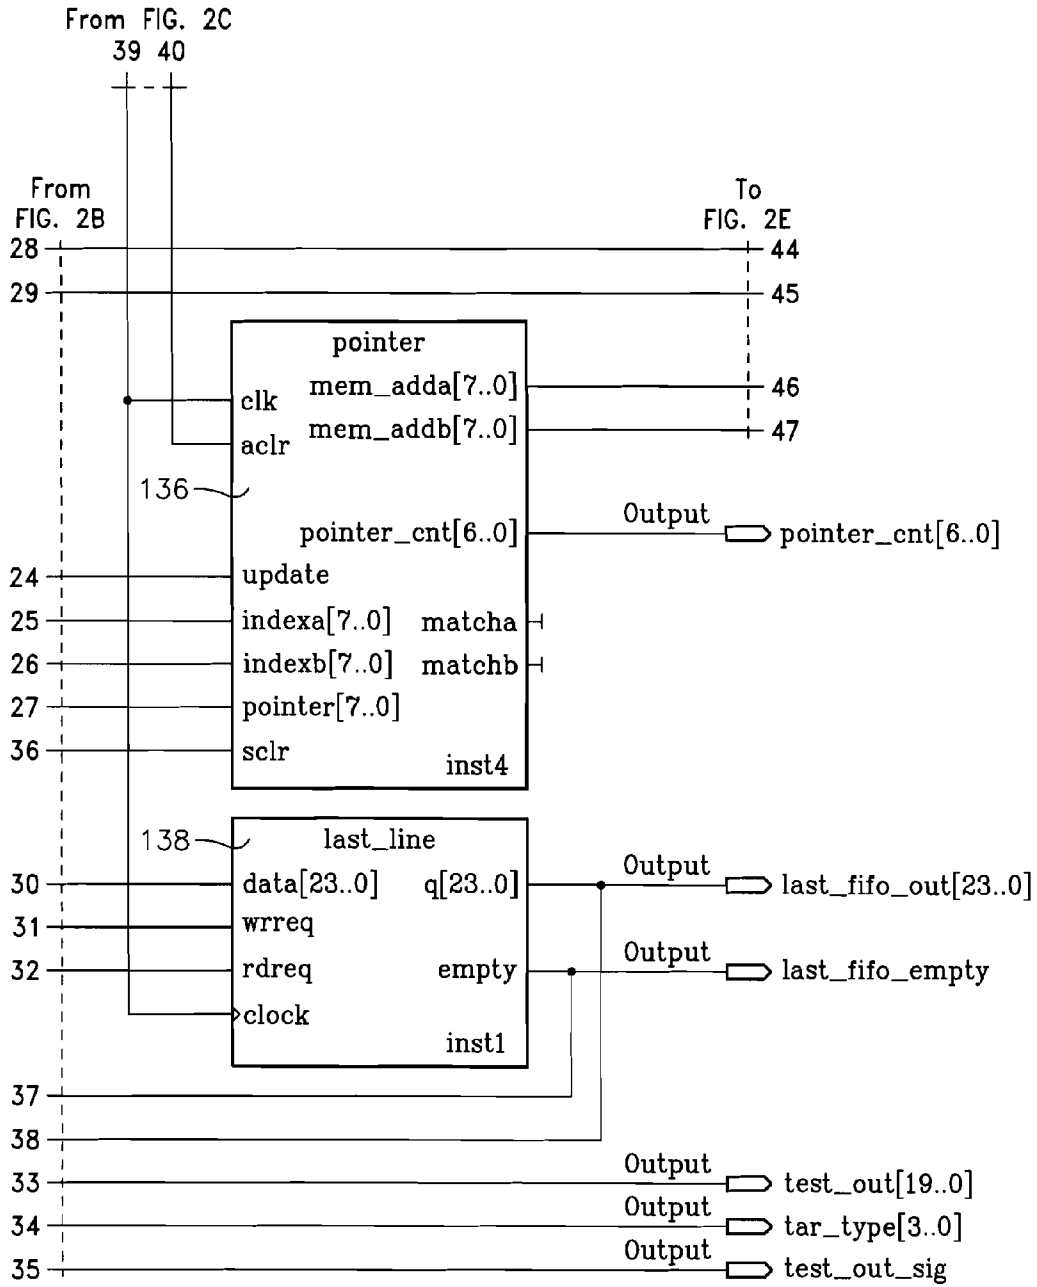 From FIG. 2C
39 40
From
FIG. 2B
To
FIG. 2E
28
44
29
45
pointer
mem_adda[7..0]
46
clk
mem_addb[7..0]
47
aclr
136
Output
pointer_cnt[6..0]
pointer_cnt[6..0]
24
update
25
indexa[7..0]
matcha
26
indexb[7..0]
matchb
27
pointer[7..0]
36
sclr
inst4
138
last_line
Output
30
data[23..0]
q[23..0]
last_fifo_out[23..0]
31
wrreq
Output
32
rdreq
empty
last_fifo_empty
clock
inst1
37
38
Output
33
test_out[19..0]
Output
34
tar_type[3..0]
Output
35
test_out_sig